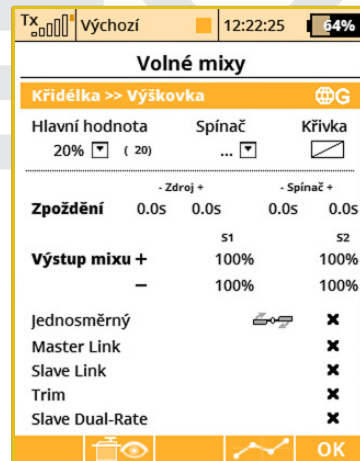 Tx Výchozí 12:22:25 64%
Volné mixy
Křidélka >> Výškovka G
Hlavní hodnota Spínač Křivka
20% ( 20) ...
- Zdroj + - Spínač +
Zpoždění 0.0s 0.0s 0.0s 0.0s
S1 S2
Výstup mixu + 100% 100%
− 100% 100%
Jednosměrný
Master Link
Slave Link
Trim
Slave Dual-Rate
OK